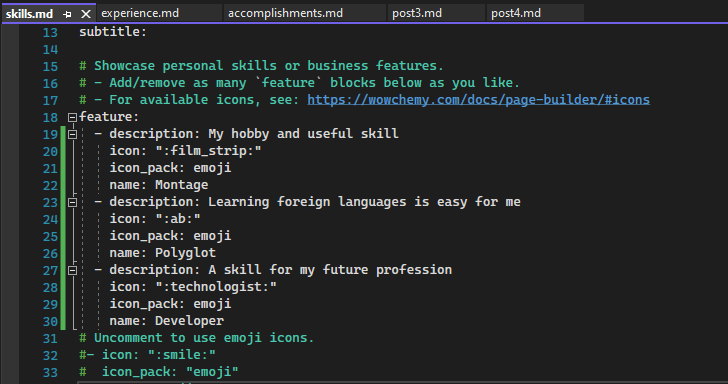 skills.md experience.md accomplishments.md post3.md post4.md
13 subtitle:
14
15 # Showcase personal skills or business features.
16 # - Add/remove as many `feature` blocks below as you like.
17 # - For available icons, see: https://wowchemy.com/docs/page-builder/#icons
18 feature:
19 - description: My hobby and useful skill
20 icon: ":film_strip:"
21 icon_pack: emoji
22 name: Montage
23 - description: Learning foreign languages is easy for me
24 icon: ":ab:"
25 icon_pack: emoji
26 name: Polyglot
27 - description: A skill for my future profession
28 icon: ":technologist:"
29 icon_pack: emoji
30 name: Developer
31 # Uncomment to use emoji icons.
32 #- icon: ":smile:"
33 #  icon_pack: "emoji"